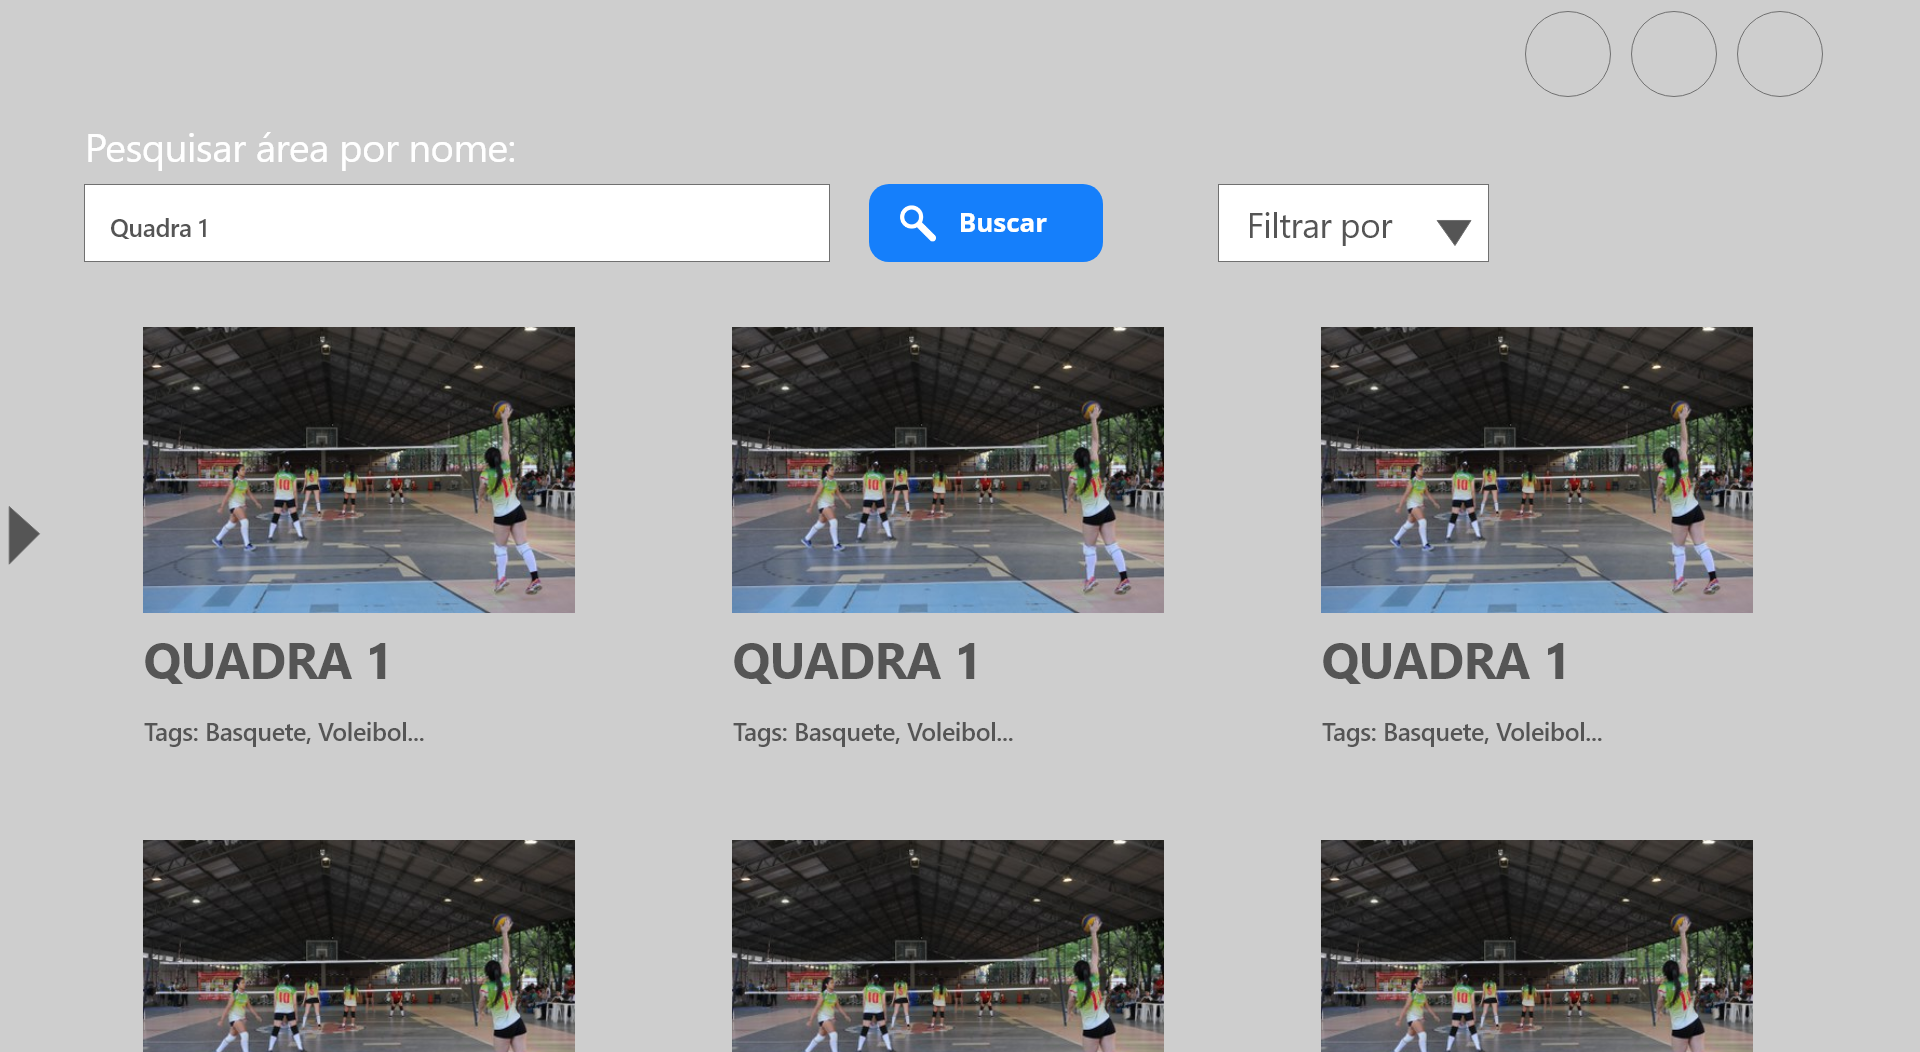 Pesquisar área por nome:
Quadra 1
Buscar
Filtrar por
QUADRA 1
QUADRA 1
QUADRA 1
Tags: Basquete, Voleibol...
Tags: Basquete, Voleibol...
Tags: Basquete, Voleibol...